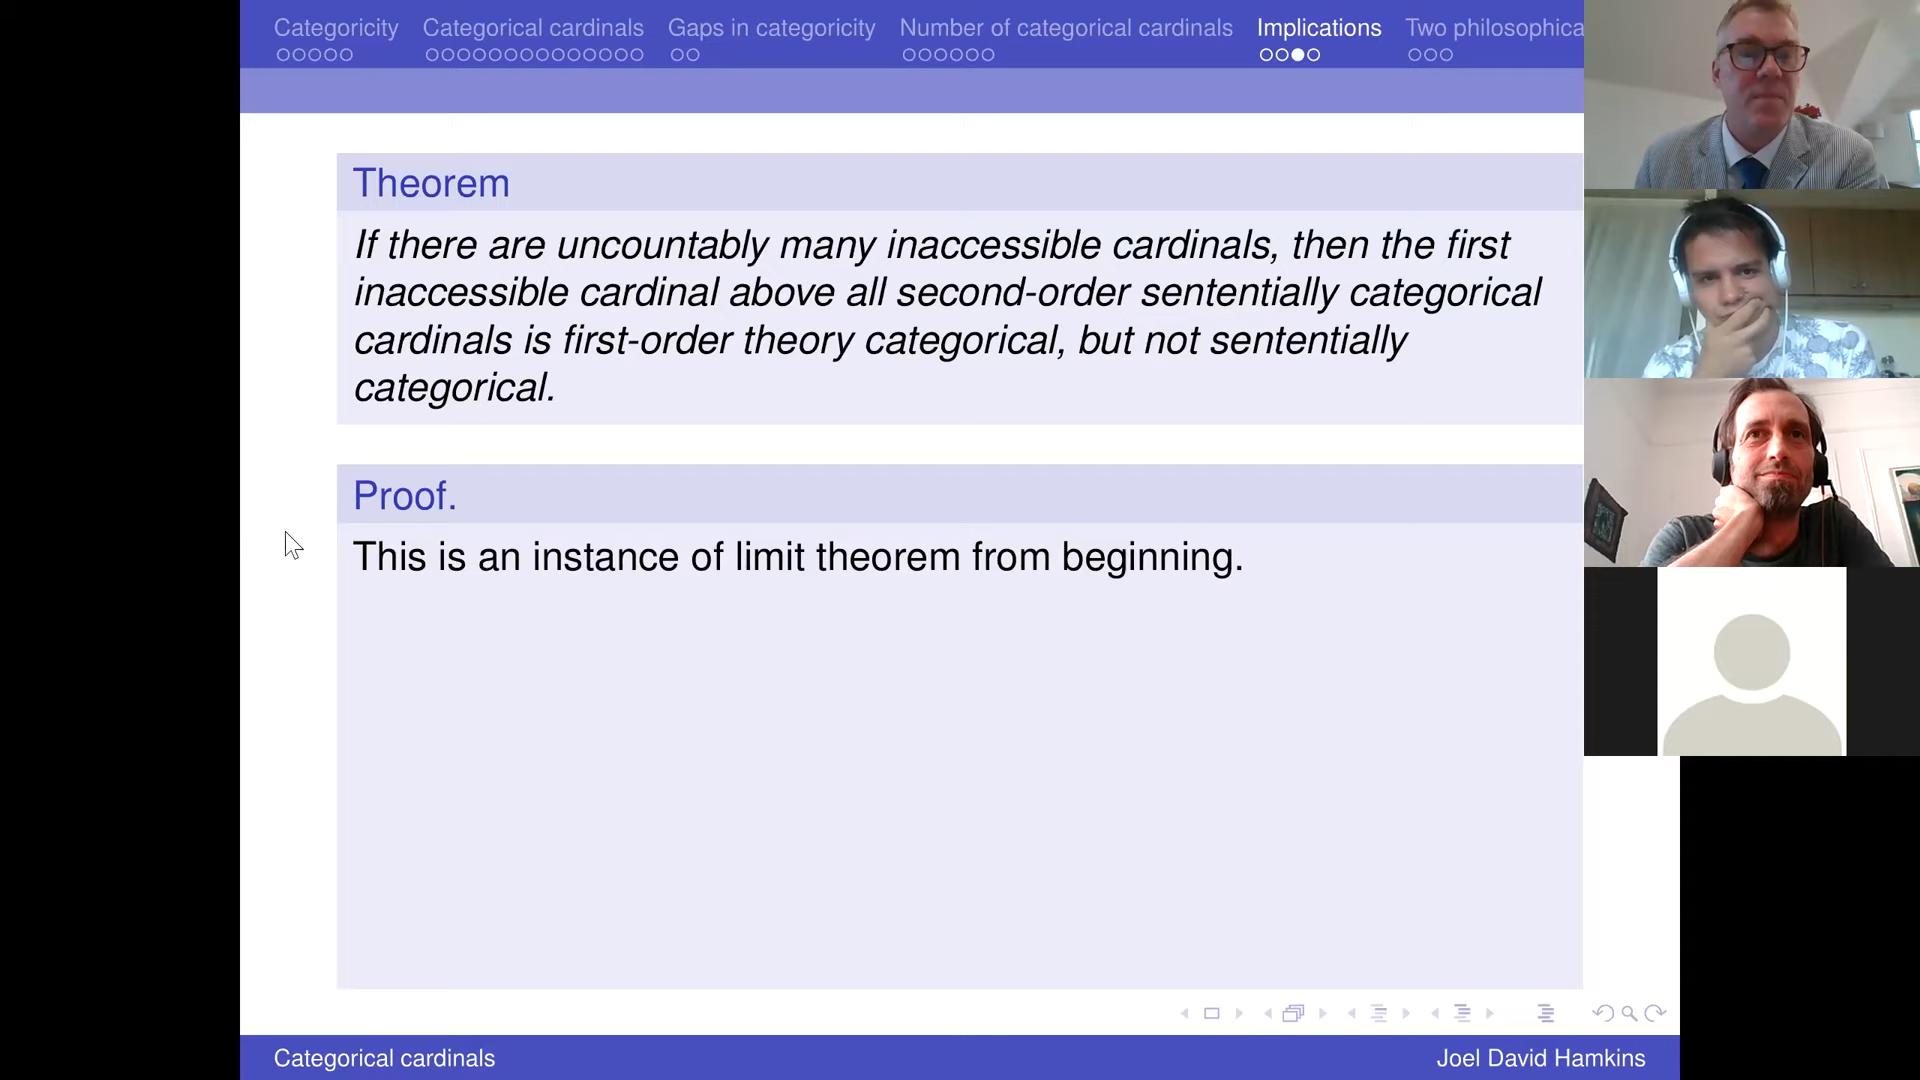 Categoricity Categorical cardinals Gaps in categoricity Number of categorical cardinals Implications Two philosophica
Theorem
If there are uncountably many inaccessible cardinals, then the first
inaccessible cardinal above all second-order sententially categorical
cardinals is first-order theory categorical, but not sententially
categorical.
Proof.
This is an instance of limit theorem from beginning.
Categorical cardinals Joel David Hamkins